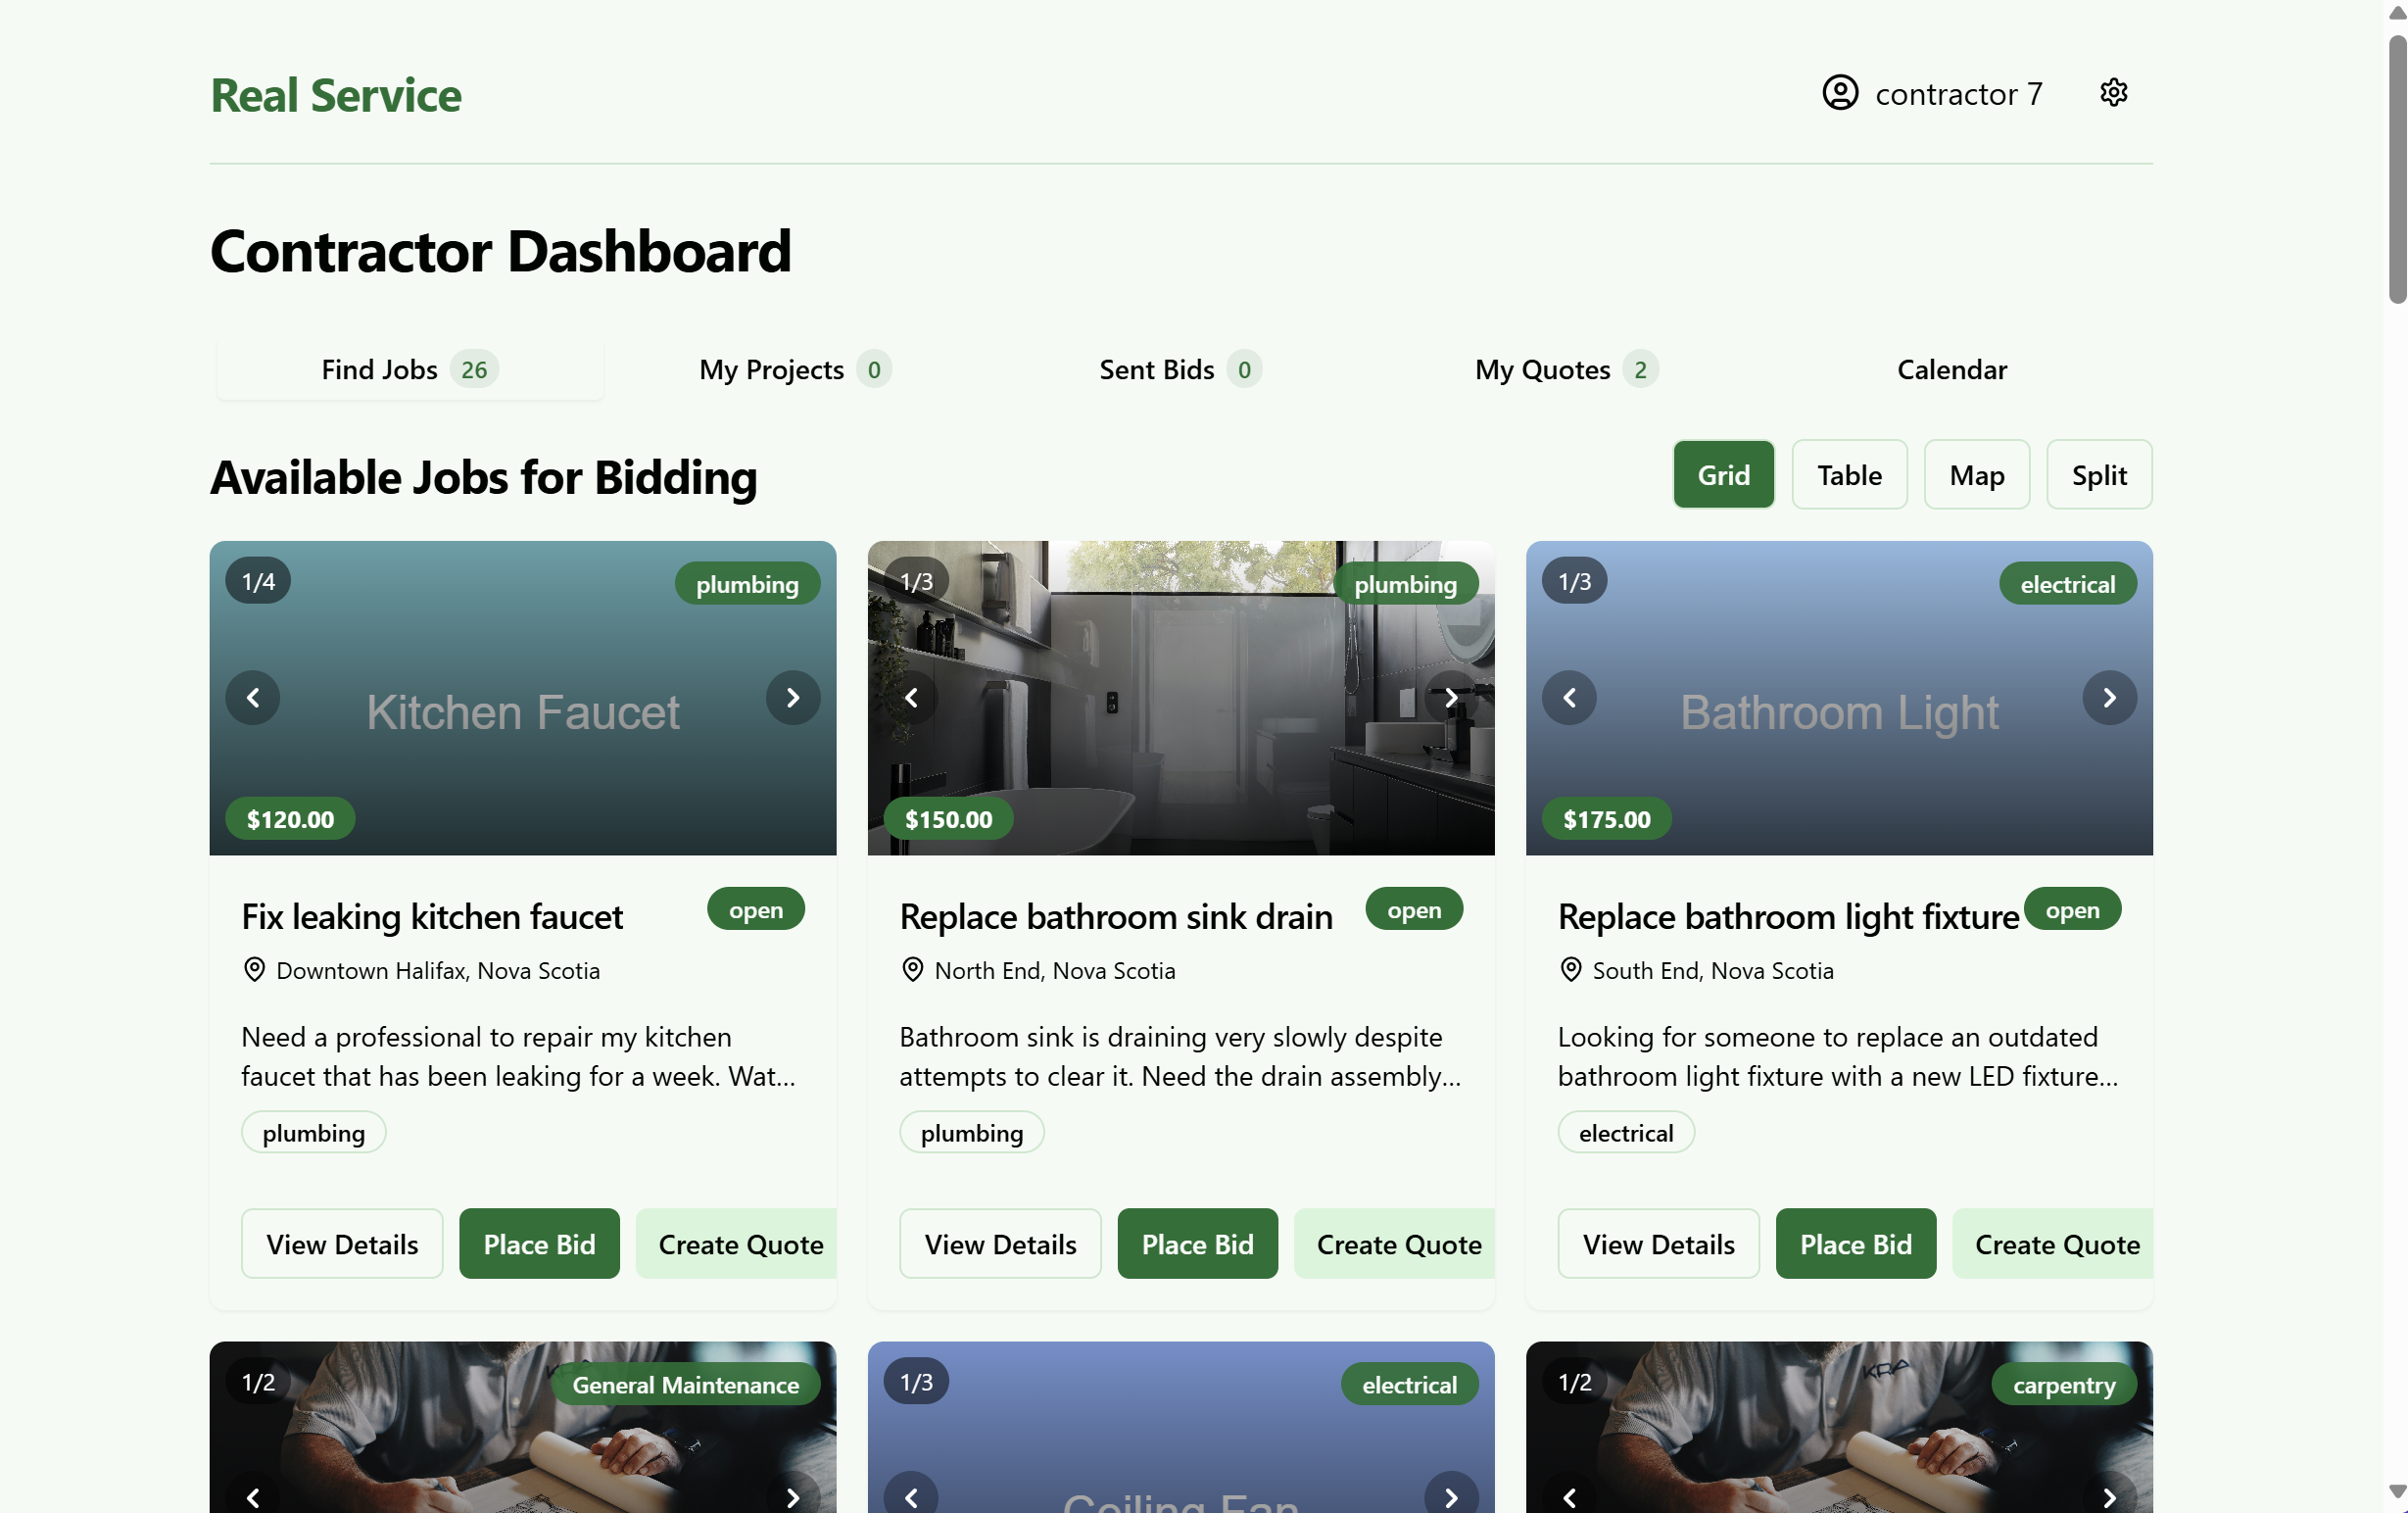 Real Service
contractor 7
Contractor Dashboard
Find Jobs 26
My Projects 0
Sent Bids 0
My Quotes 2
Calendar
Available Jobs for Bidding
Grid
Table
Map
Split
1/4
plumbing
Kitchen Faucet
$120.00
Fix leaking kitchen faucet
open
Downtown Halifax, Nova Scotia
Need a professional to repair my kitchen
faucet that has been leaking for a week. Wat...
plumbing
View Details
Place Bid
Create Quote
1/3
plumbing
$150.00
Replace bathroom sink drain
open
North End, Nova Scotia
Bathroom sink is draining very slowly despite
attempts to clear it. Need the drain assembly...
plumbing
View Details
Place Bid
Create Quote
1/3
electrical
Bathroom Light
$175.00
Replace bathroom light fixture
open
South End, Nova Scotia
Looking for someone to replace an outdated
bathroom light fixture with a new LED fixture...
electrical
View Details
Place Bid
Create Quote
1/2
General Maintenance
1/3
electrical
Ceiling Fan
1/2
KRA
carpentry